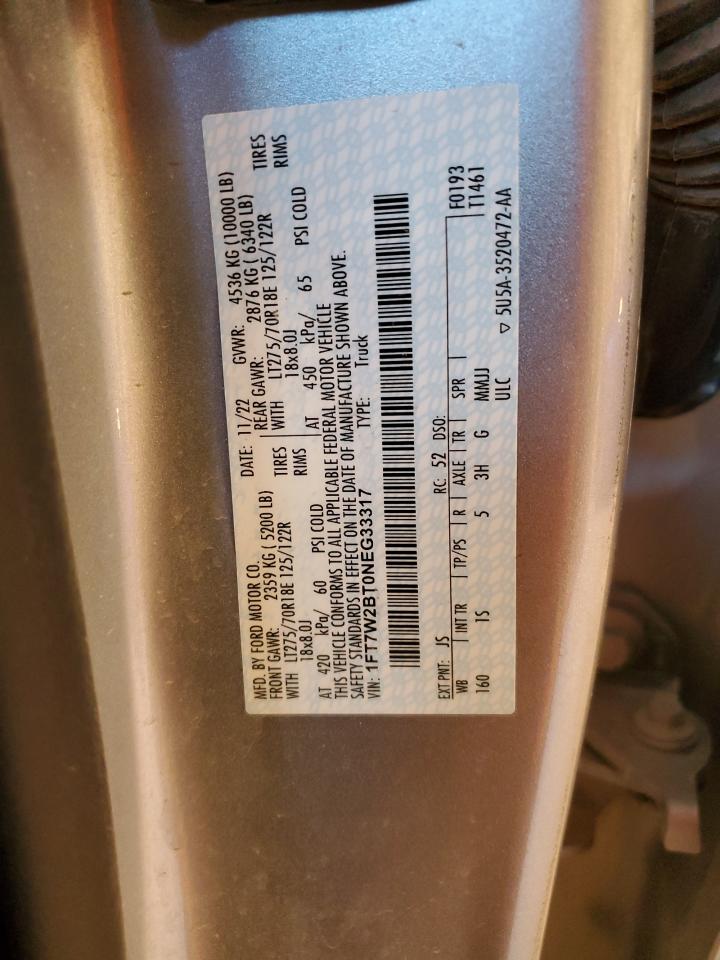 MFD. BY FORD MOTOR CO.
DATE: 11/22 GVWR: 4536 KG (10000 LB)
FRONT GAWR: 2359 KG ( 5200 LB)
REAR GAWR: 2876 KG ( 6340 LB)
WITH LT275/70R18E 125/122R TIRES
WITH LT275/70R18E 125/122R TIRES
18x8.0J RIMS
18x8.0J RIMS
AT 420 kPa/ 60 PSI COLD
AT 450 kPa/ 65 PSI COLD
THIS VEHICLE CONFORMS TO ALL APPLICABLE FEDERAL MOTOR VEHICLE
SAFETY STANDARDS IN EFFECT ON THE DATE OF MANUFACTURE SHOWN ABOVE.
VIN: 1FT7W2BT0NEG33317 TYPE: Truck
EXT PNT: JS RC: 52 DSO: F0193
WB INT TR TP/PS R AXLE TR SPR T1461
160 1S 5 3H G MMJJ
ULC ▽ 5U5A-3520472-AA